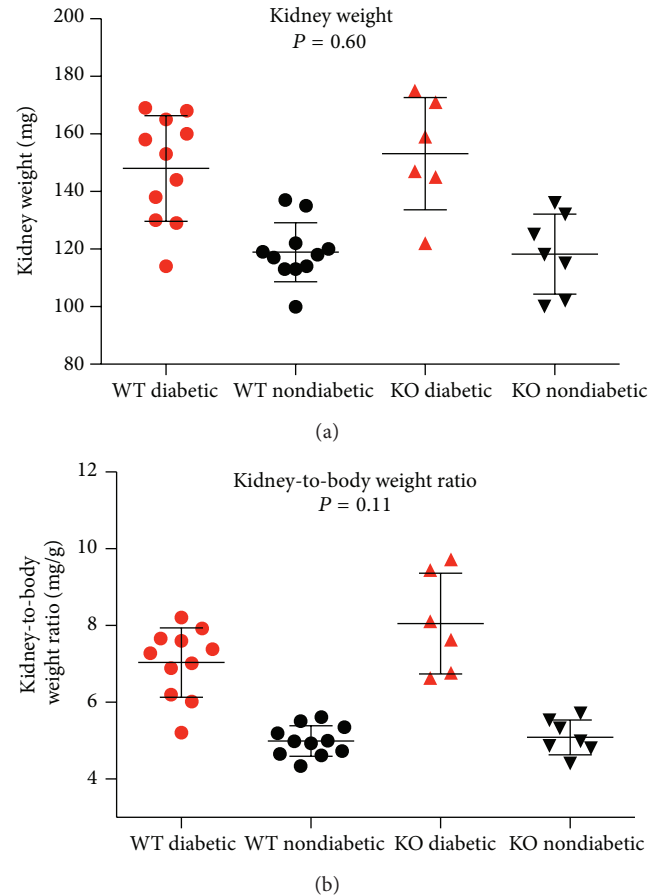 Kidney weight
P = 0.60
200
180
160
140
120
100
80
Kidney weight (mg)
WT diabetic WT nondiabetic KO diabetic KO nondiabetic
(a)
Kidney-to-body weight ratio
P = 0.11
12
10
8
6
4
Kidney-to-body
weight ratio (mg/g)
WT diabetic WT nondiabetic KO diabetic KO nondiabetic
(b)